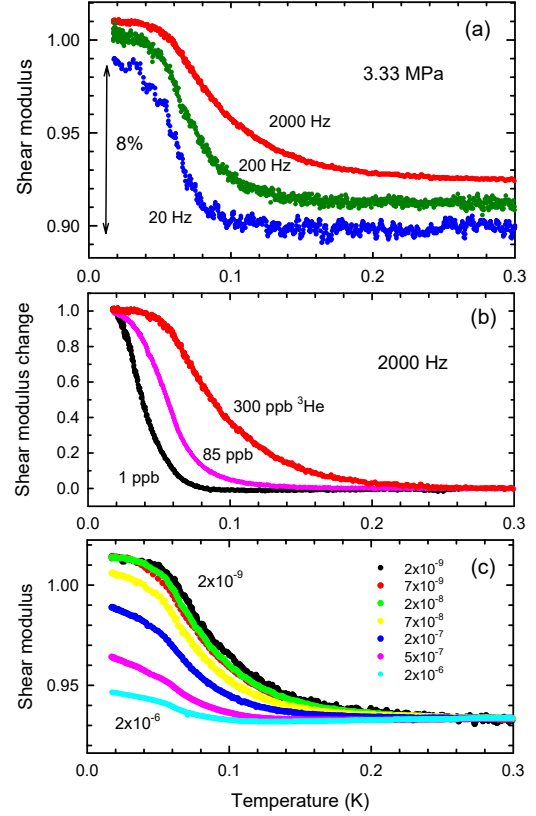 (a)
3.33 MPa
2000 Hz
200 Hz
20 Hz
8%
Shear modulus
1.00
0.95
0.90
0.0 0.1 0.2 0.3
(b)
2000 Hz
300 ppb ³He
85 ppb
1 ppb
Shear modulus change
1.0
0.8
0.6
0.4
0.2
0.0
0.0 0.1 0.2 0.3
(c)
2x10⁻⁹
2x10⁻⁶
2x10⁻⁹
7x10⁻⁹
2x10⁻⁸
7x10⁻⁸
2x10⁻⁷
5x10⁻⁷
2x10⁻⁶
Shear modulus
1.00
0.95
0.0 0.1 0.2 0.3
Temperature (K)